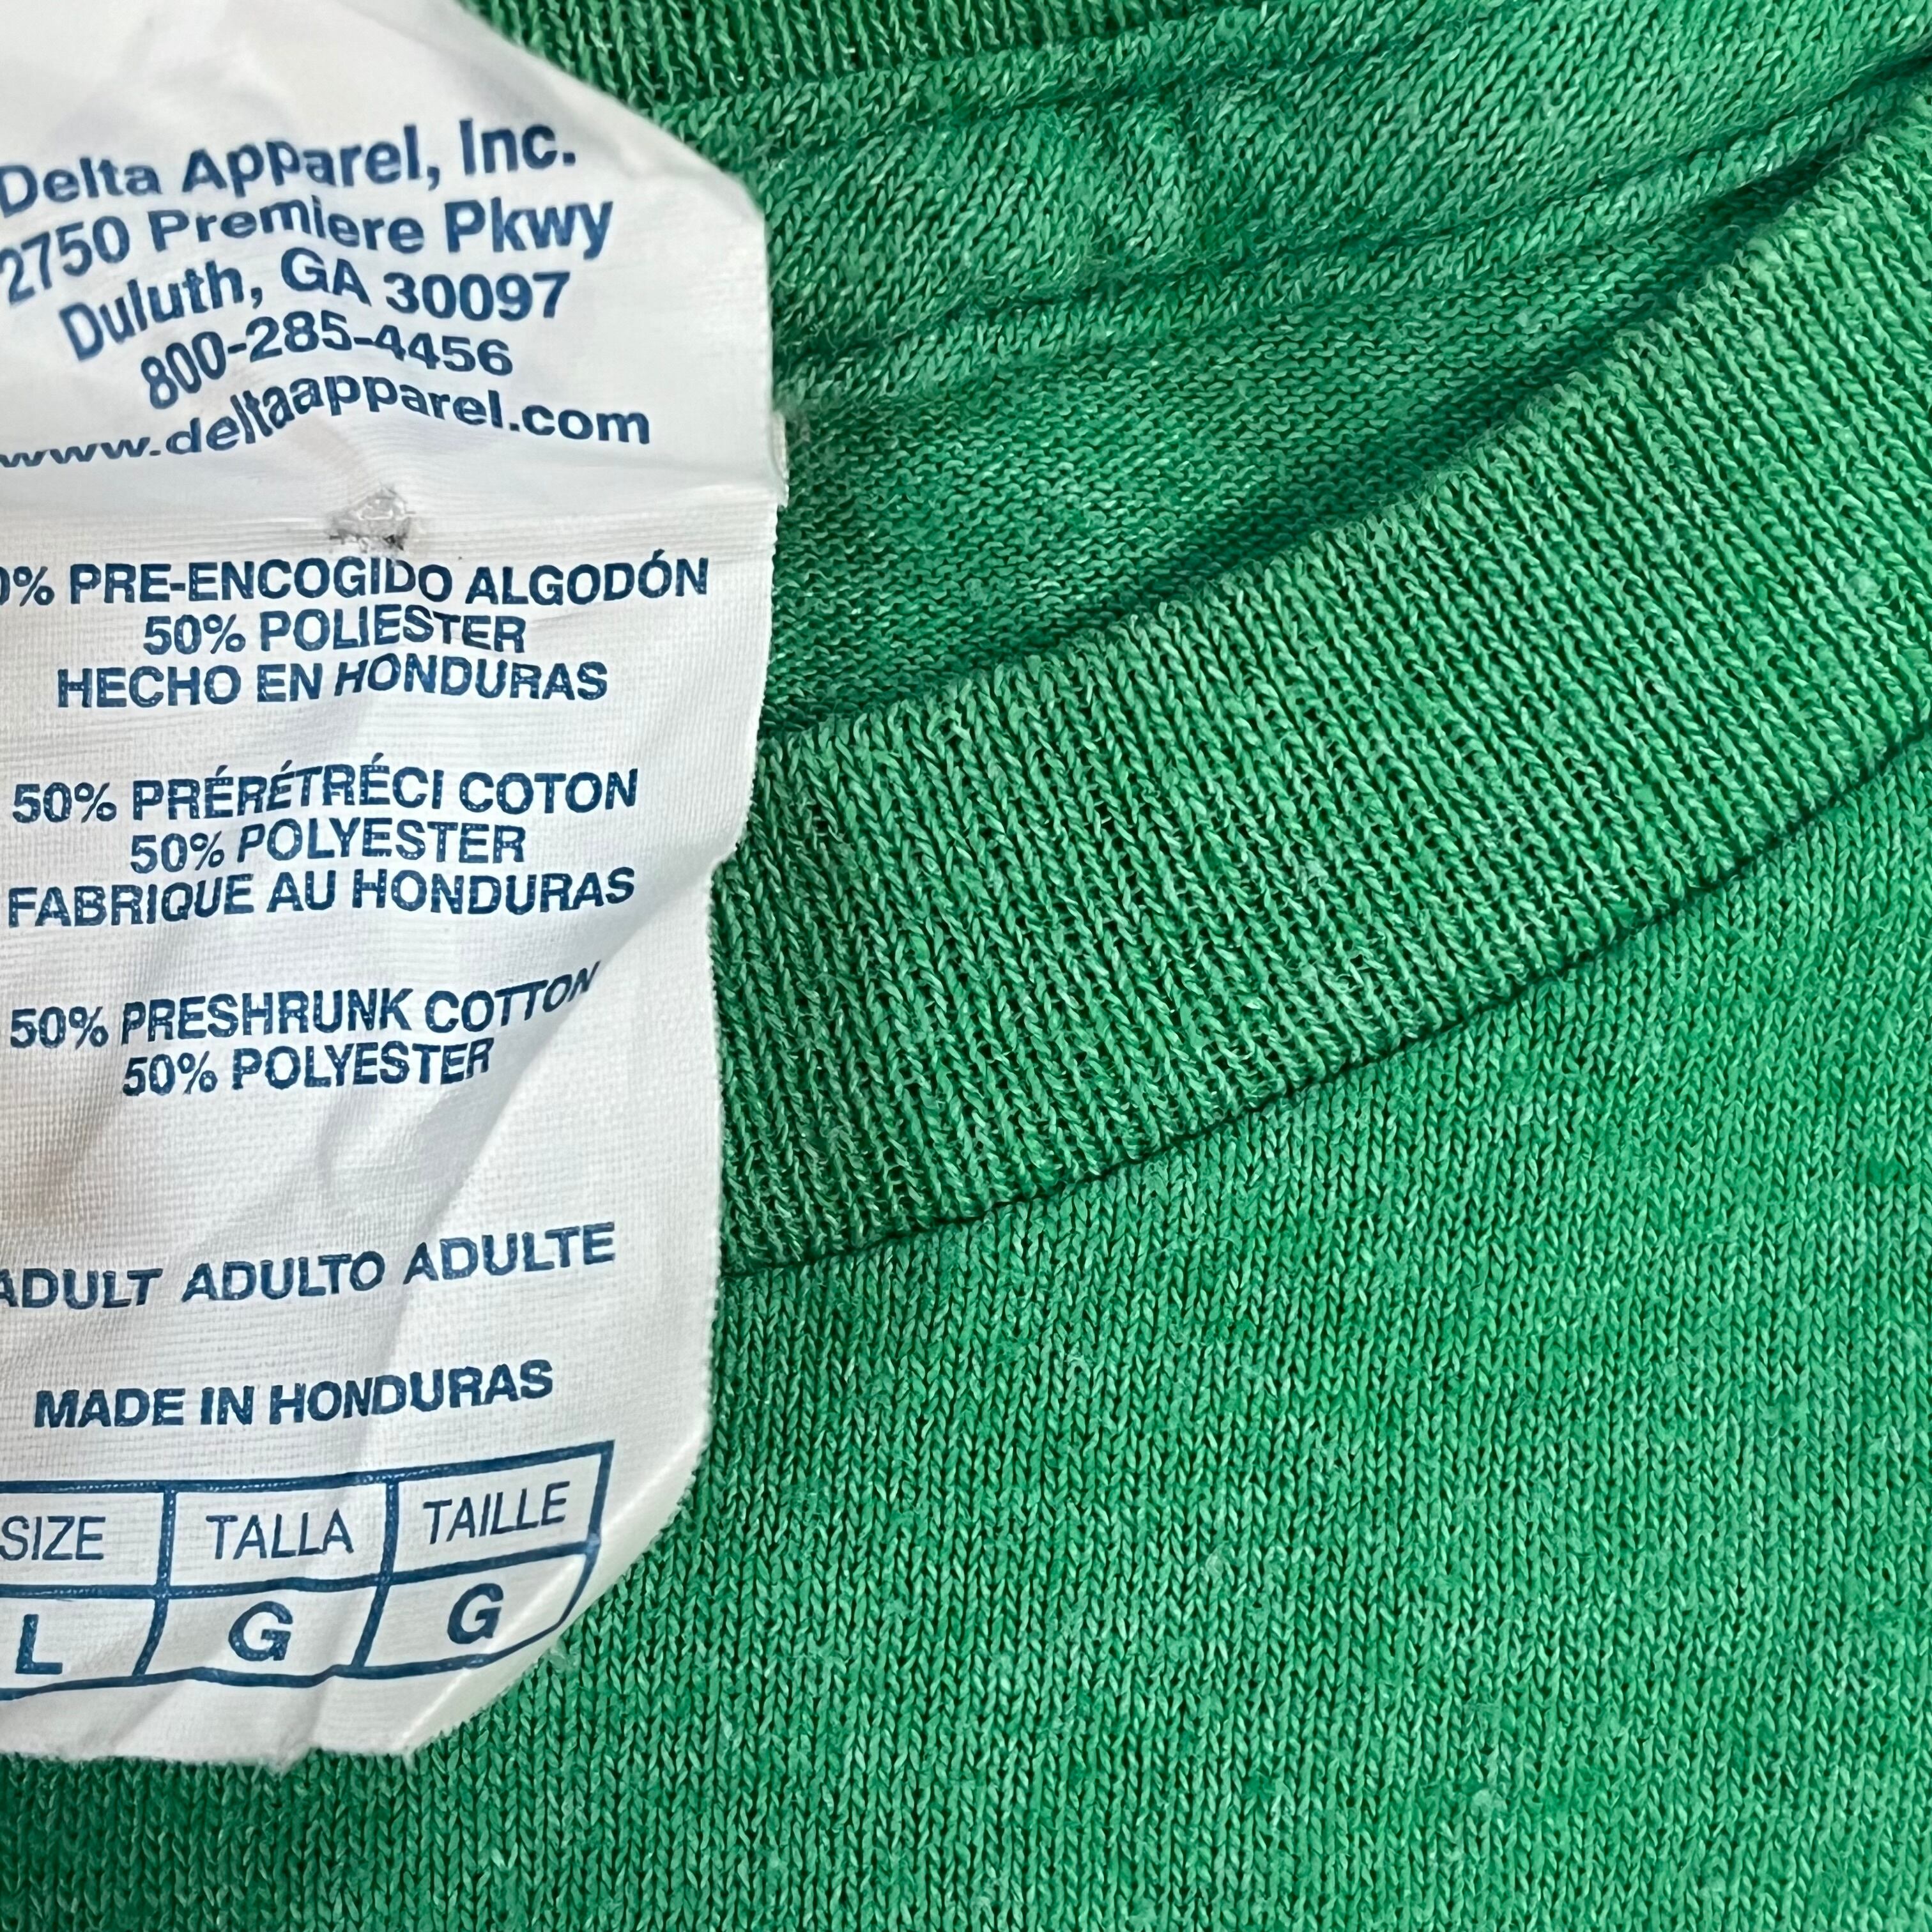 Delta Apparel, Inc.
2750 Premiere Pkwy
Duluth, GA 30097
800-285-4456
www.deltaapparel.com
0% PRE-ENCOGIDO ALGODÓN
50% POLIESTER
HECHO EN HONDURAS
50% PRÉRÉTRÉCI COTON
50% POLYESTER
FABRIQUE AU HONDURAS
50% PRESHRUNK COTTON
50% POLYESTER
ADULT ADULTO ADULTE
MADE IN HONDURAS
SIZE TALLA TAILLE
L G G